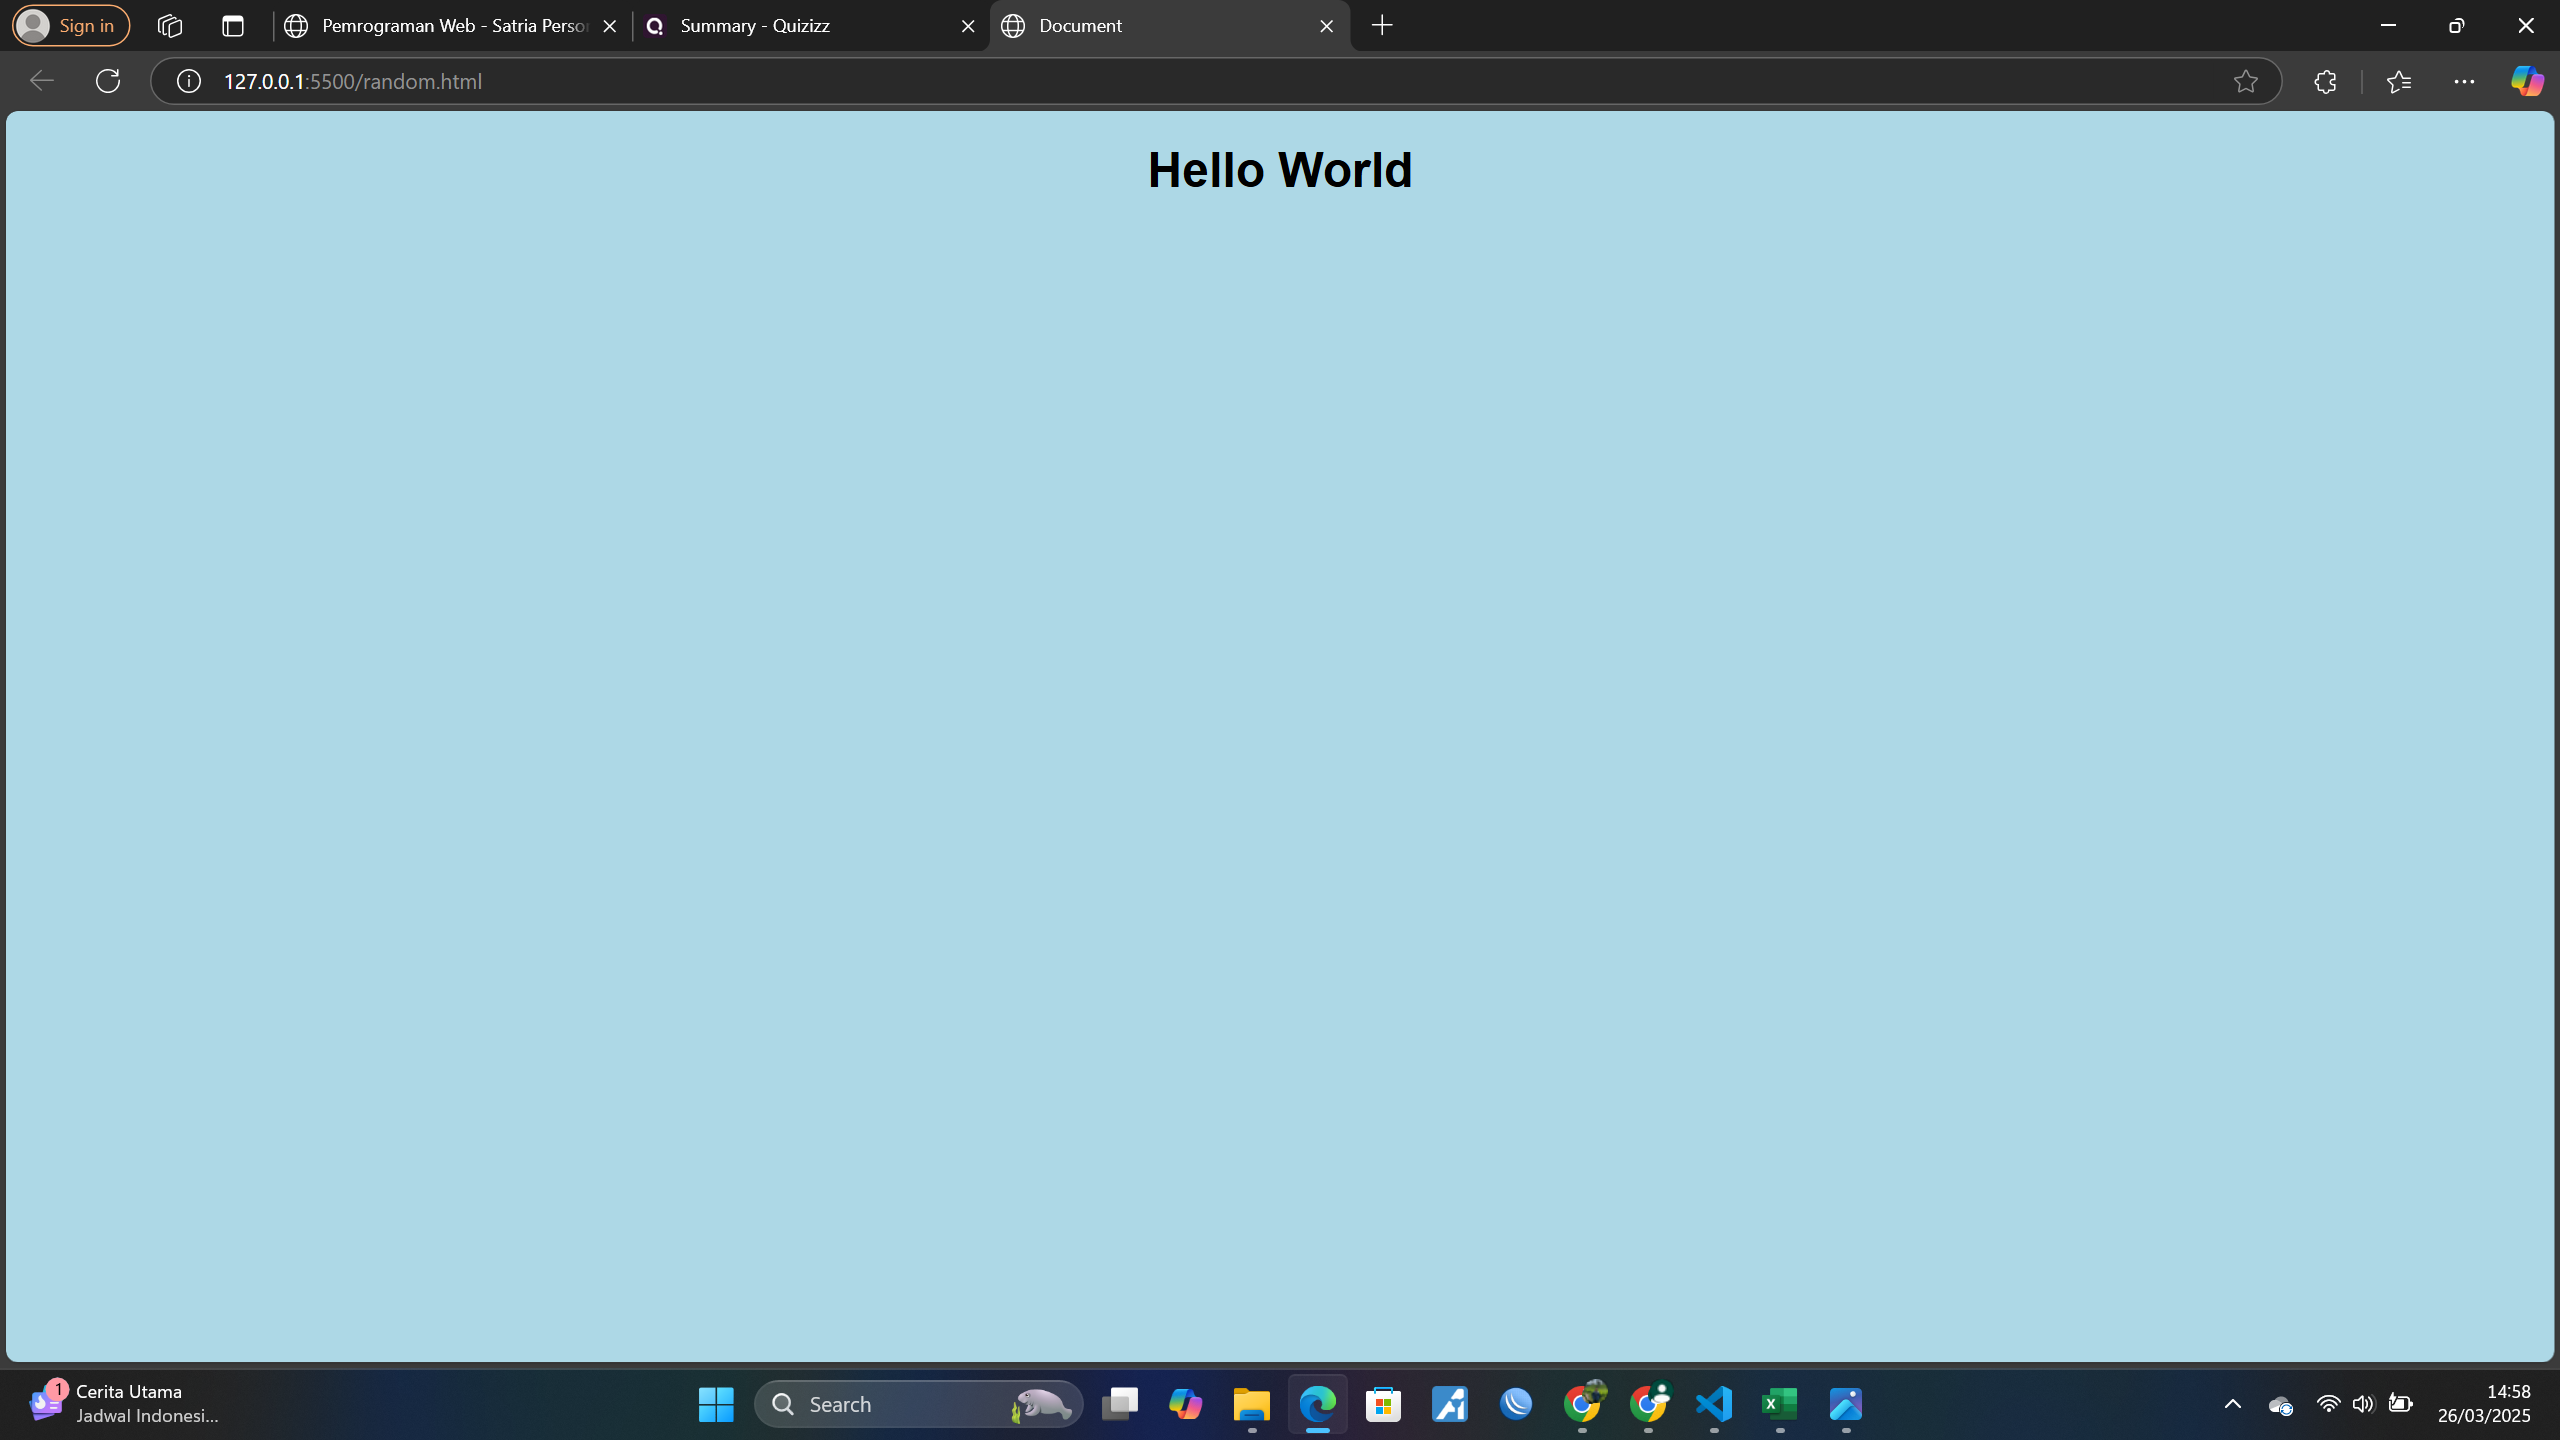 Sign in
Pemrograman Web - Satria Perso
Summary - Quizizz
Document
127.0.0.1:5500/random.html
Hello World
1
Cerita Utama
Jadwal Indonesi...
Search
14:58
26/03/2025